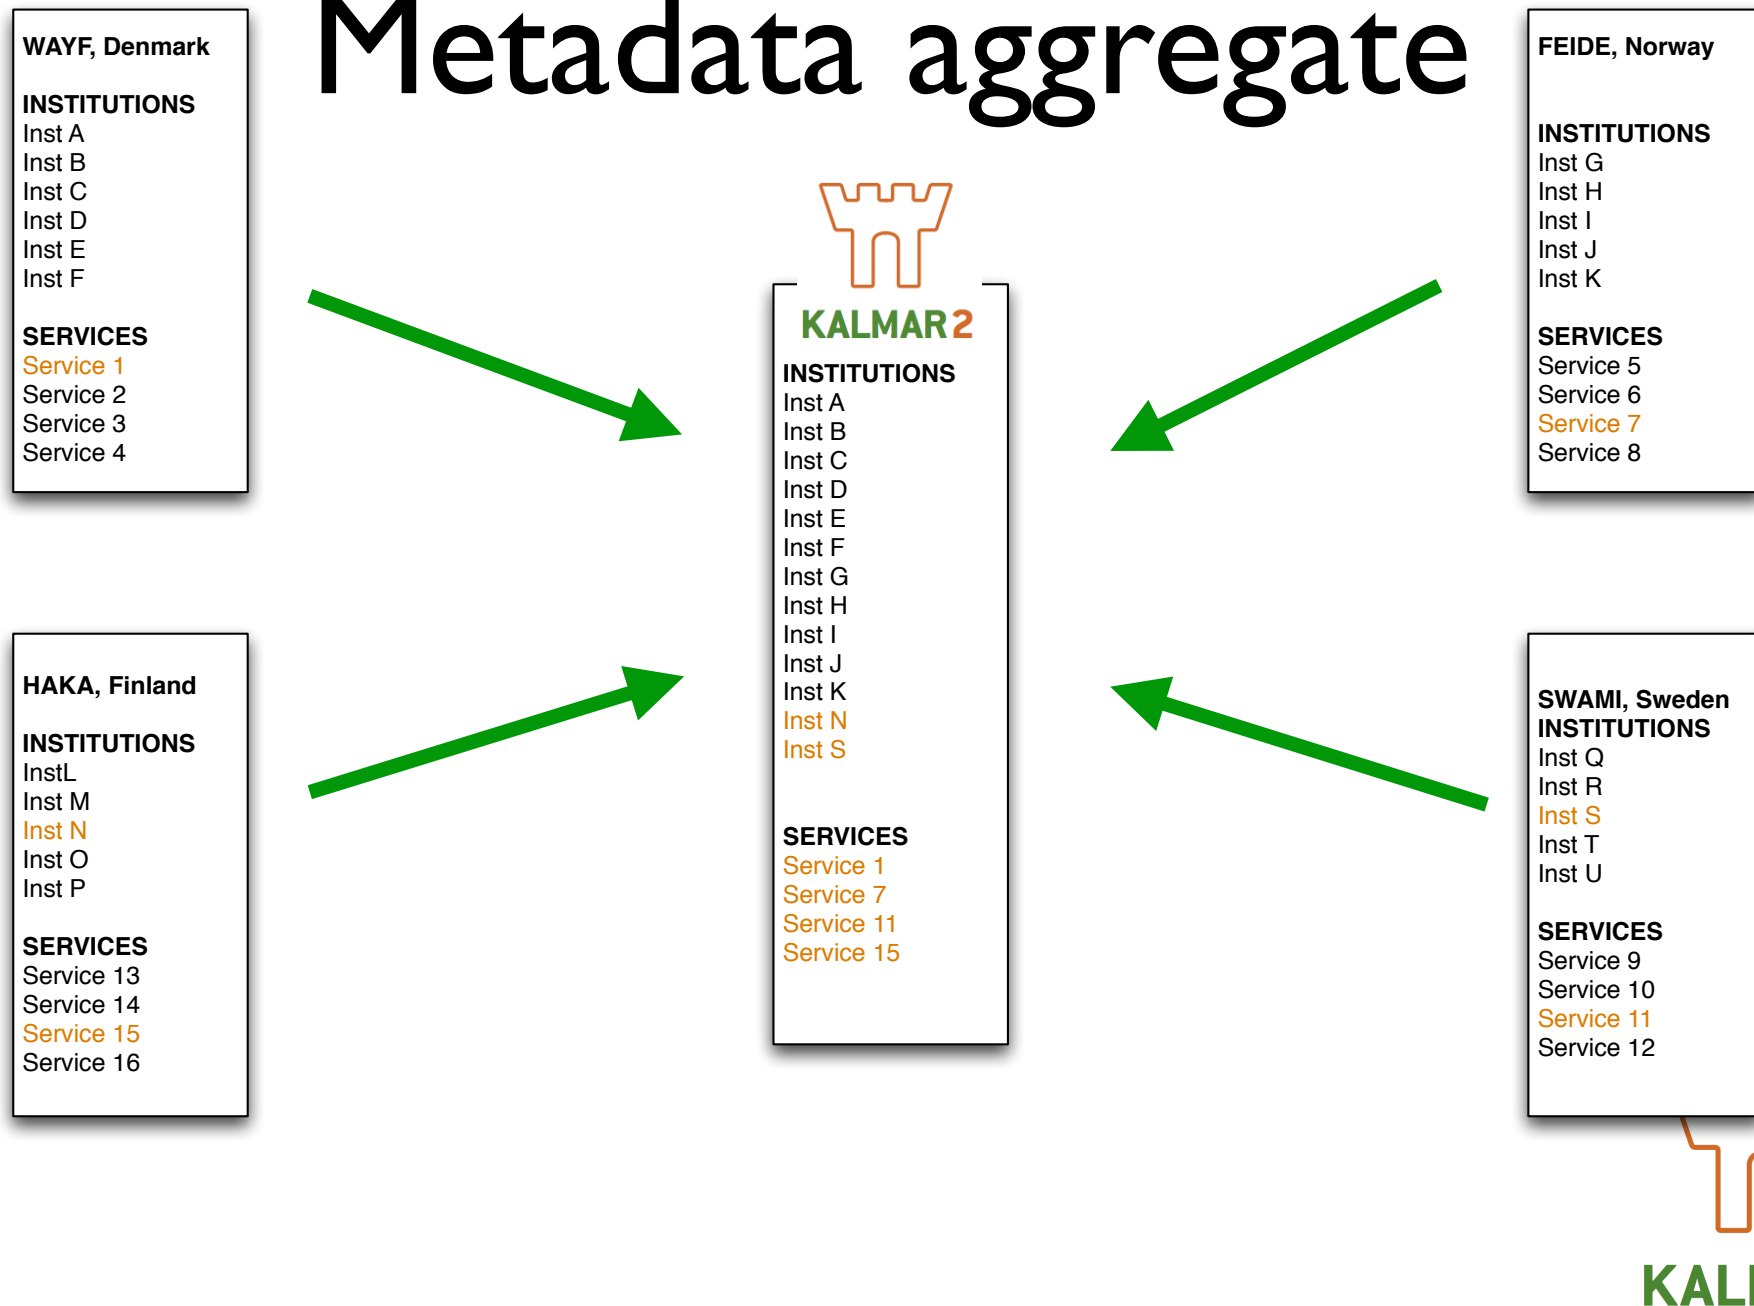 Metadata aggregate
WAYF, Denmark
INSTITUTIONS
Inst A
Inst B
Inst C
Inst D
Inst E
Inst F
SERVICES
Service 1
Service 2
Service 3
Service 4
FEIDE, Norway
INSTITUTIONS
Inst G
Inst H
Inst I
Inst J
Inst K
SERVICES
Service 5
Service 6
Service 7
Service 8
KALMAR2
INSTITUTIONS
Inst A
Inst B
Inst C
Inst D
Inst E
Inst F
Inst G
Inst H
Inst I
Inst J
Inst K
Inst N
Inst S
SERVICES
Service 1
Service 7
Service 11
Service 15
HAKA, Finland
INSTITUTIONS
InstL
Inst M
Inst N
Inst O
Inst P
SERVICES
Service 13
Service 14
Service 15
Service 16
SWAMI, Sweden
INSTITUTIONS
Inst Q
Inst R
Inst S
Inst T
Inst U
SERVICES
Service 9
Service 10
Service 11
Service 12